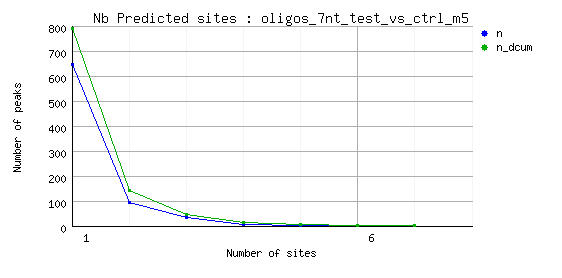 Nb Predicted sites : oligos_7nt_test_vs_ctrl_m5
n
n_dcum
Number of peaks
800
700
600
500
400
300
200
100
0
1 6
Number of sites